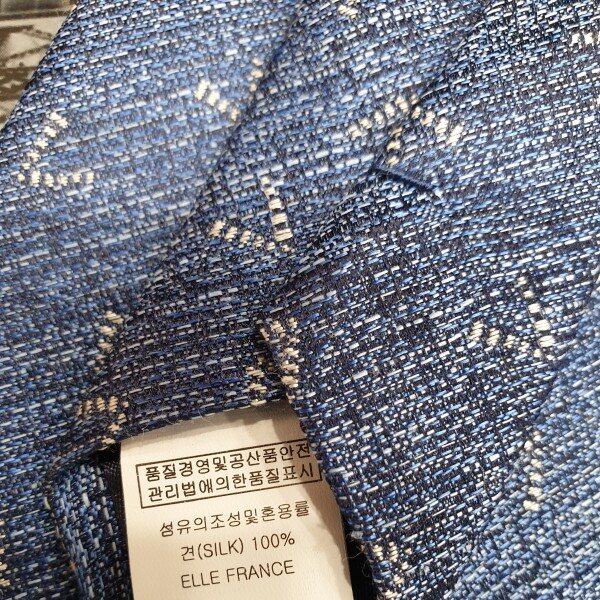 품질경영및공산품안전
관리법에의한품질표시
섬유의조성및혼용률
견(SILK) 100%
ELLE FRANCE